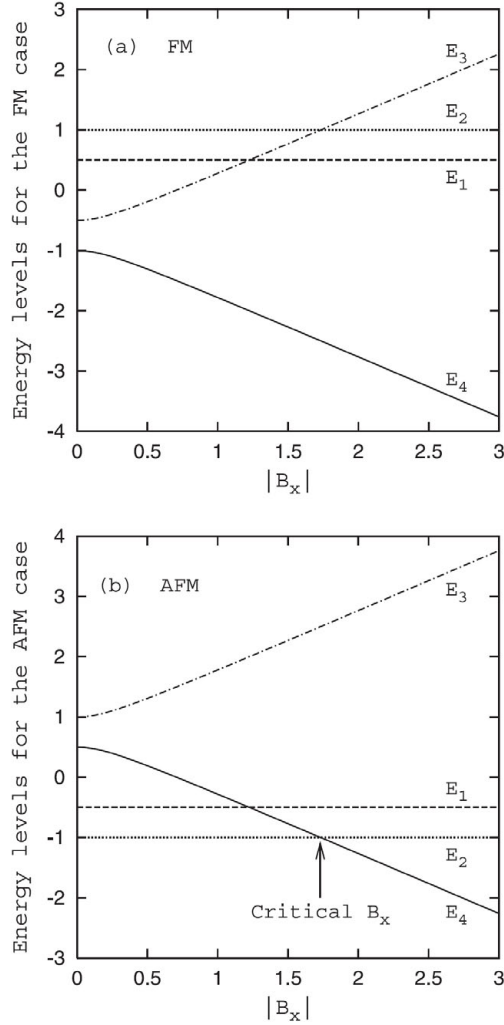 Energy levels for the FM case
(a) FM
3
2
1
0
-1
-2
-3
-4
E3
E2
E1
E4
0 0.5 1 1.5 2 2.5 3
|Bx|
Energy levels for the AFM case
(b) AFM
4
3
2
1
0
-1
-2
-3
E3
E1
E2
E4
Critical Bx
0 0.5 1 1.5 2 2.5 3
|Bx|